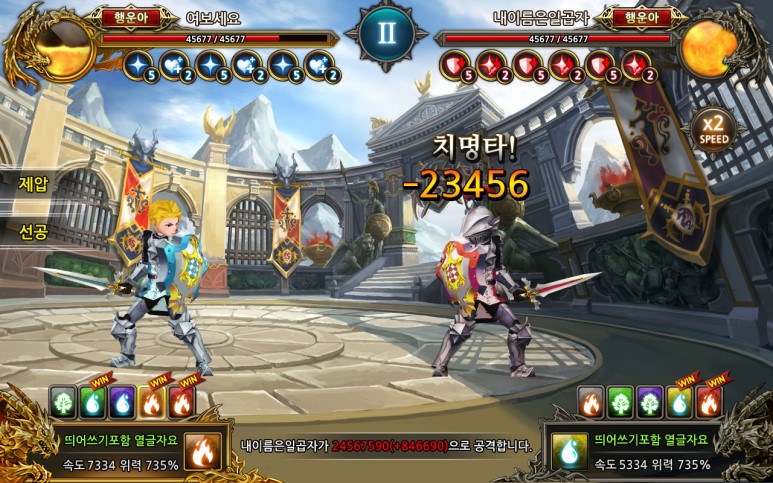 행운아 여보세요
45677 / 45677
5 2 5 2 5 2
II
내이름은일곱자 행운아
45677 / 45677
5 2 5 2 5 2
x2
SPEED
치명타!
-23456
제압
선공
WIN WIN WIN
WIN WIN
띄어쓰기포함 열글자요
속도 7334 위력 735%
내이름은일곱자가 24567590(+846690)으로 공격합니다.
띄어쓰기포함 열글자요
속도 5334 위력 735%